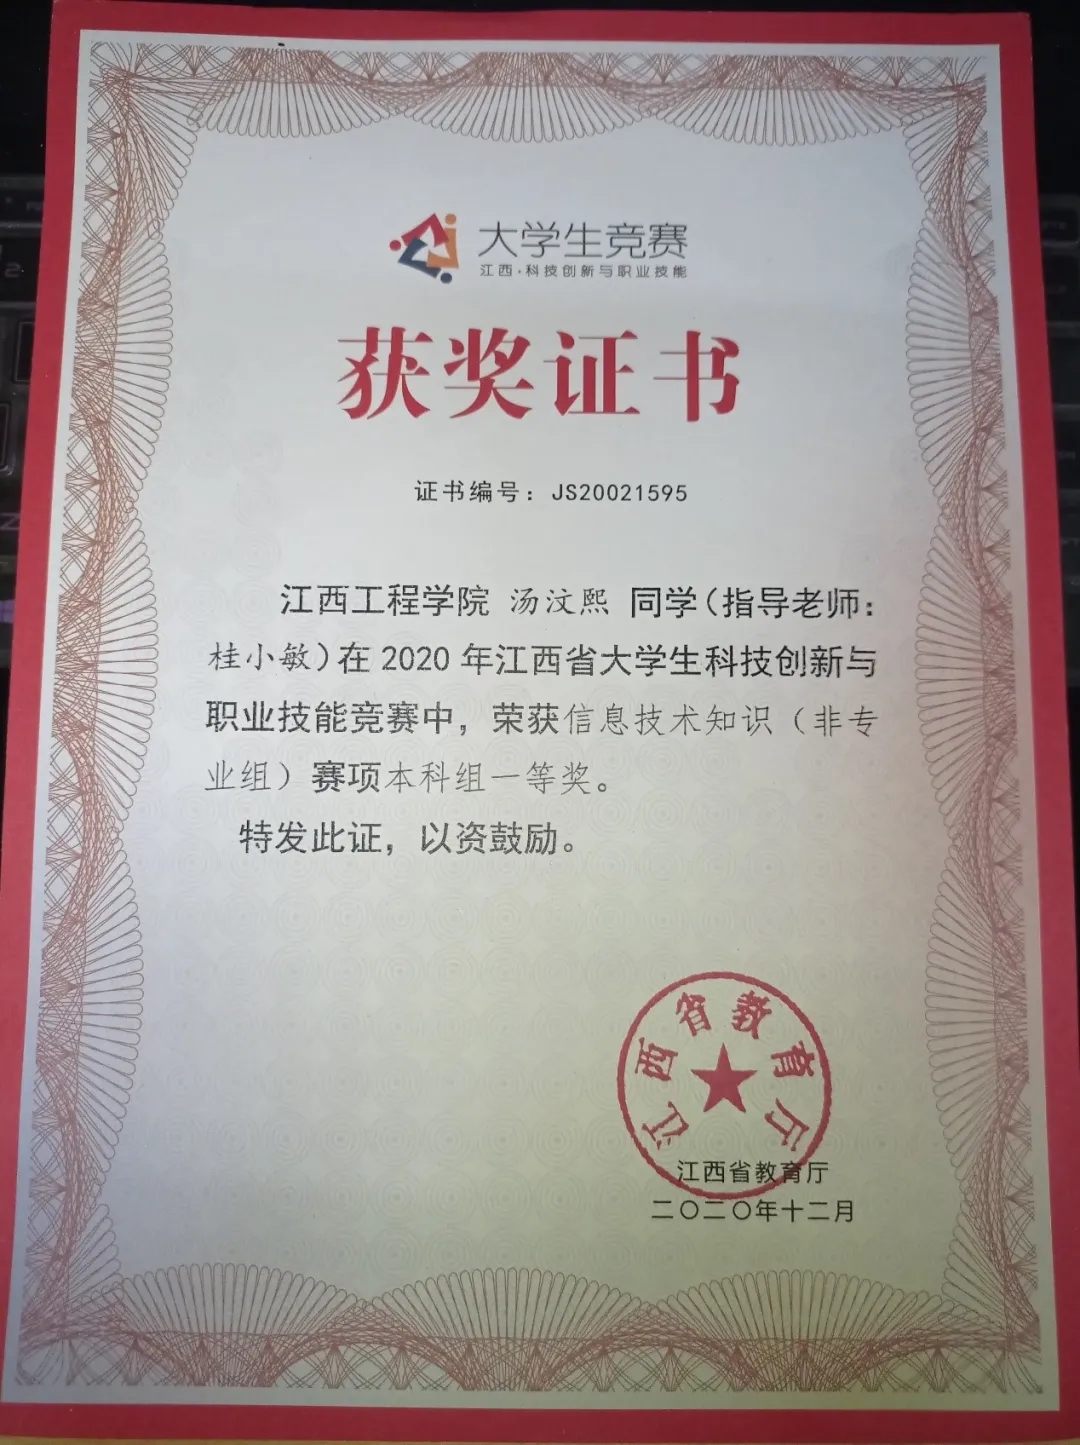 大学生竞赛
江西·科技创新与职业技能
获奖证书
证书编号：JS20021595
江西工程学院 汤汶熙 同学（指导老师：
桂小敏）在 2020 年江西省大学生科技创新与
职业技能竞赛中，荣获信息技术知识（非专
业组）赛项本科组一等奖。
特发此证，以资鼓励。
江西省教育厅
江西省教育厅
二〇二〇年十二月